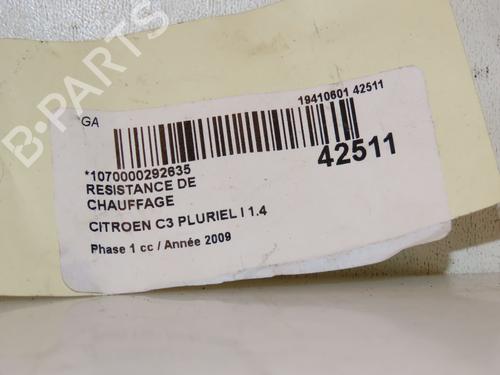 B-PARTS
GA
19410601 42511
42511
*1070000292635
RESISTANCE DE
CHAUFFAGE
CITROEN C3 PLURIEL I 1.4
Phase 1 cc / Année 2009